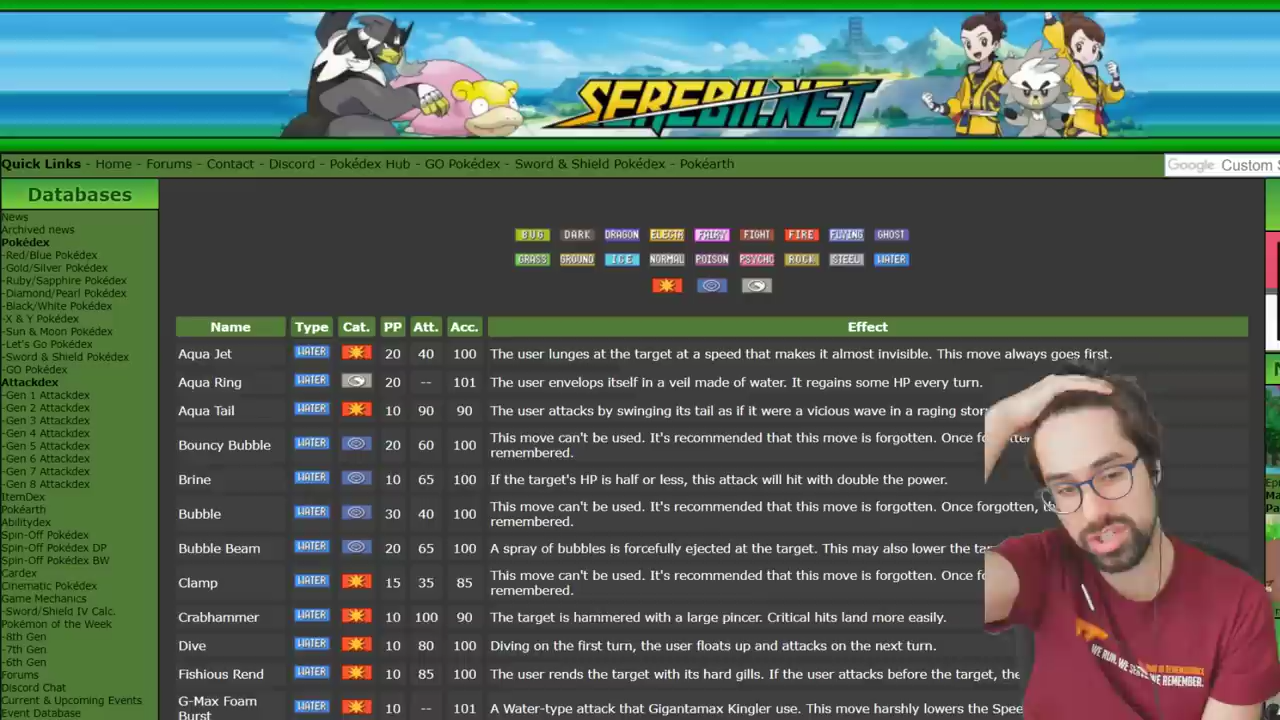 SEREBII.NET
Quick Links - Home - Forums - Contact - Discord - Pokédex Hub - GO Pokédex - Sword & Shield Pokédex - Pokéarth
Google Custom
Databases
News
Archived news
Pokédex
-Red/Blue Pokédex
-Gold/Silver Pokédex
-Ruby/Sapphire Pokédex
-Diamond/Pearl Pokédex
-Black/White Pokédex
-X & Y Pokédex
-Sun & Moon Pokédex
-Let's Go Pokédex
-Sword & Shield Pokédex
-GO Pokédex
Attackdex
-Gen 1 Attackdex
-Gen 2 Attackdex
-Gen 3 Attackdex
-Gen 4 Attackdex
-Gen 5 Attackdex
-Gen 6 Attackdex
-Gen 7 Attackdex
-Gen 8 Attackdex
ItemDex
Pokéarth
Abilitydex
Spin-Off Pokédex
Spin-Off Pokédex DP
Spin-Off Pokédex BW
Cardex
Cinematic Pokédex
Game Mechanics
-Sword/Shield IV Calc.
Pokémon of the Week
-8th Gen
-7th Gen
-6th Gen
Forums
Discord Chat
Current & Upcoming Events
Event Database
BUG DARK DRAGON ELECTR FAIRY FIGHT FIRE FLYING GHOST
GRASS GROUND ICE NORMAL POISON PSYCHC ROCK STEEL WATER
Name Type Cat. PP Att. Acc. Effect
Aqua Jet WATER 20 40 100 The user lunges at the target at a speed that makes it almost invisible. This move always goes first.
Aqua Ring WATER 20 -- 101 The user envelops itself in a veil made of water. It regains some HP every turn.
Aqua Tail WATER 10 90 90 The user attacks by swinging its tail as if it were a vicious wave in a raging
Bouncy Bubble WATER 20 60 100 This move can't be used. It's recommended that this move is forgotten. Once
remembered.
Brine WATER 10 65 100 If the target's HP is half or less, this attack will hit with double the power.
Bubble WATER 30 40 100 This move can't be used. It's recommended that this move is forgotten. Once forgotten,
remembered.
Bubble Beam WATER 20 65 100 A spray of bubbles is forcefully ejected at the target. This may also lower the
Clamp WATER 15 35 85 This move can't be used. It's recommended that this move is forgotten. Once
remembered.
Crabhammer WATER 10 100 90 The target is hammered with a large pincer. Critical hits land more easily.
Dive WATER 10 80 100 Diving on the first turn, the user floats up and attacks on the next turn.
Fishious Rend WATER 10 85 100 The user rends the target with its hard gills. If the user attacks before the target, the
G-Max Foam
Burst WATER 10 -- 101 A Water-type attack that Gigantamax Kingler use. This move harshly lowers the
WE RUN, WE
REMEMBER.